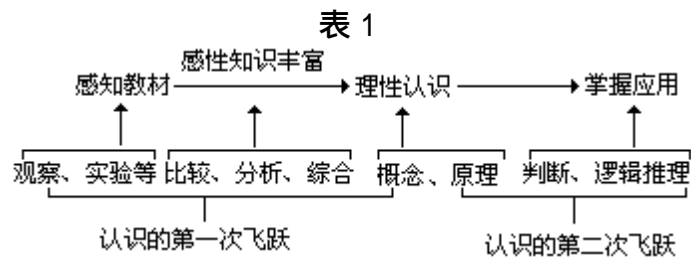 表 1
感性知识丰富
感知教材 理性认识 掌握应用
观察、实验等 比较、分析、综合 概念、原理 判断、逻辑推理
认识的第一次飞跃 认识的第二次飞跃